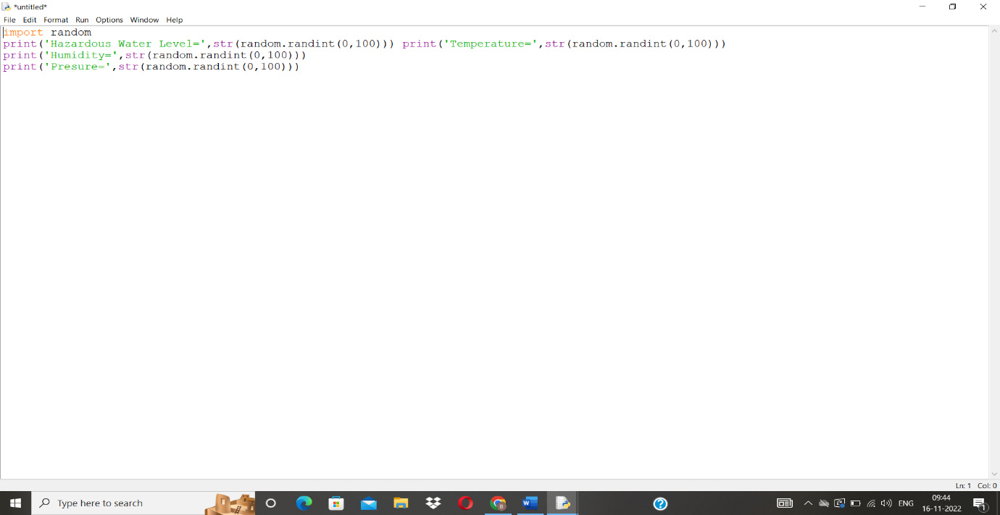 *untitled*
File Edit Format Run Options Window Help
import random
print('Hazardous Water Level=',str(random.randint(0,100))) print('Temperature=',str(random.randint(0,100)))
print('Humidity=',str(random.randint(0,100)))
print('Presure=',str(random.randint(0,100)))
Ln: 1 Col: 0
Type here to search
ENG
09:44
16-11-2022
1